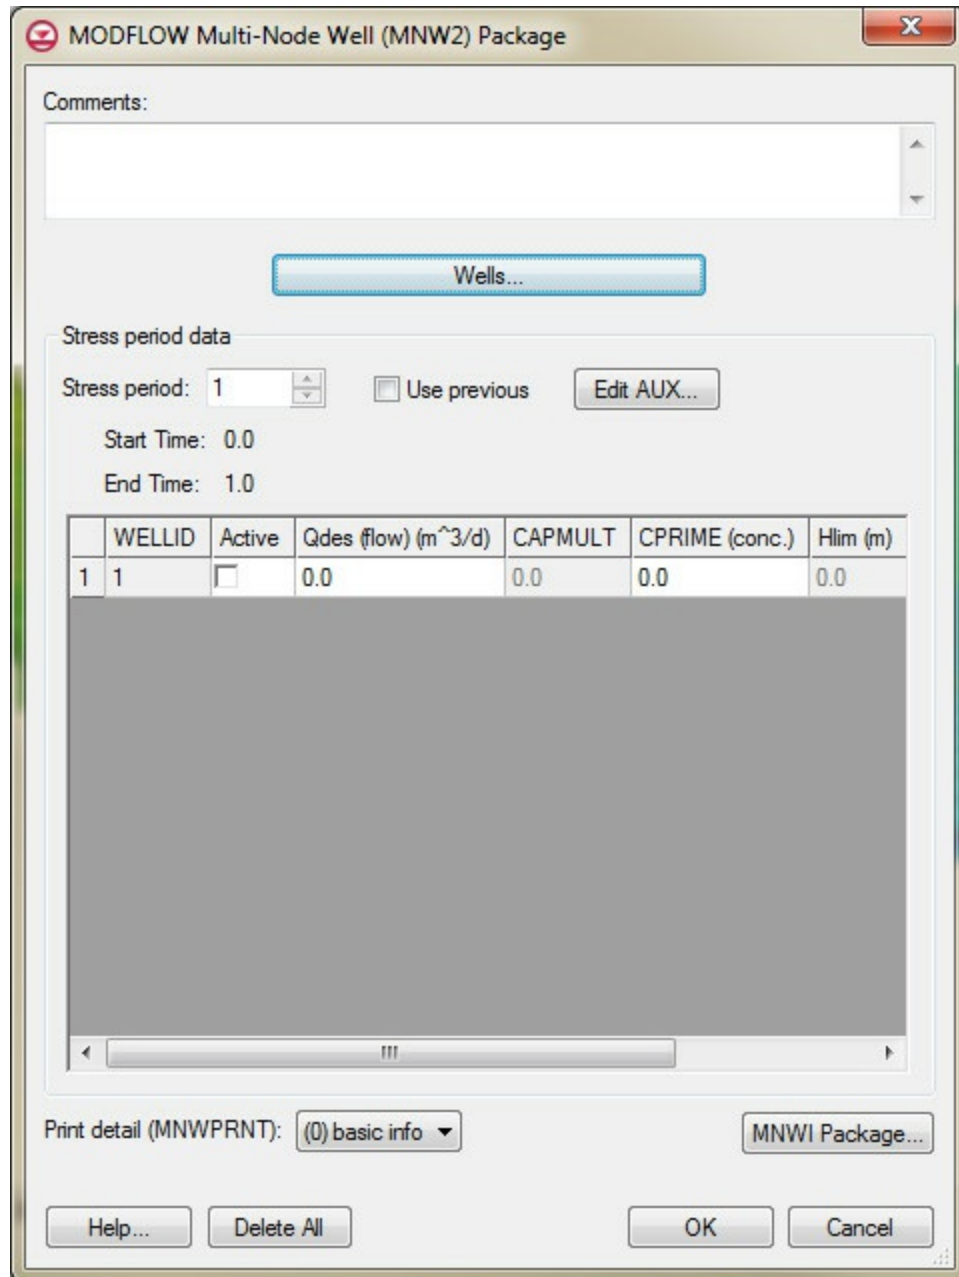 MODFLOW Multi-Node Well (MNW2) Package
Comments:
Wells...
Stress period data
Stress period: 1 Use previous Edit AUX...
Start Time: 0.0
End Time: 1.0
WELLID Active Qdes (flow) (m^3/d) CAPMULT CPRIME (conc.) Hlim (m)
1 1 0.0 0.0 0.0 0.0
Print detail (MNWPRNT): (0) basic info MNWI Package...
Help... Delete All OK Cancel